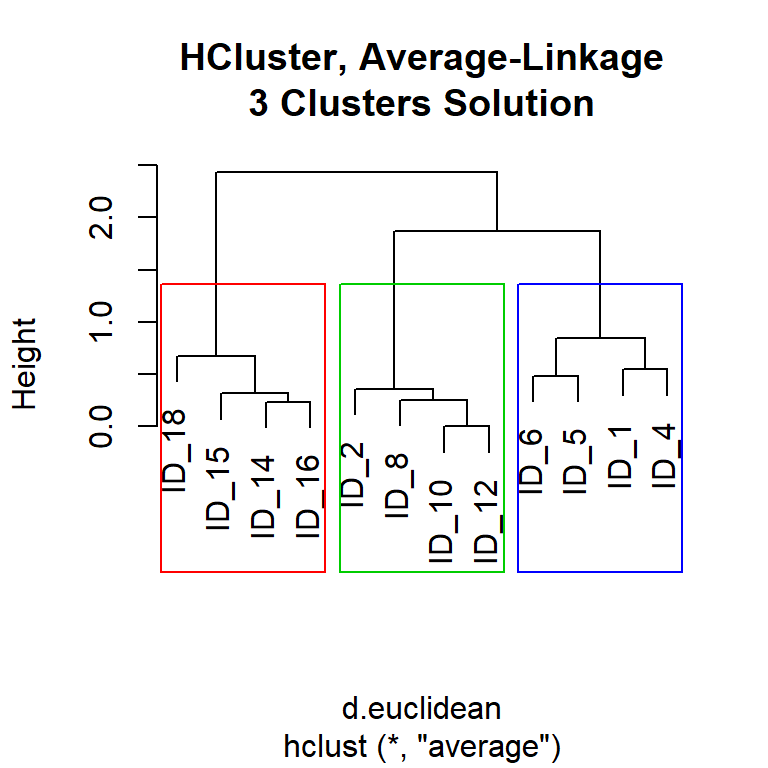 HCluster, Average-Linkage
3 Clusters Solution
Height
2.0
1.0
0.0
ID_18
ID_15
ID_14
ID_16
ID_2
ID_8
ID_10
ID_12
ID_6
ID_5
ID_1
ID_4
d.euclidean
hclust (*, "average")